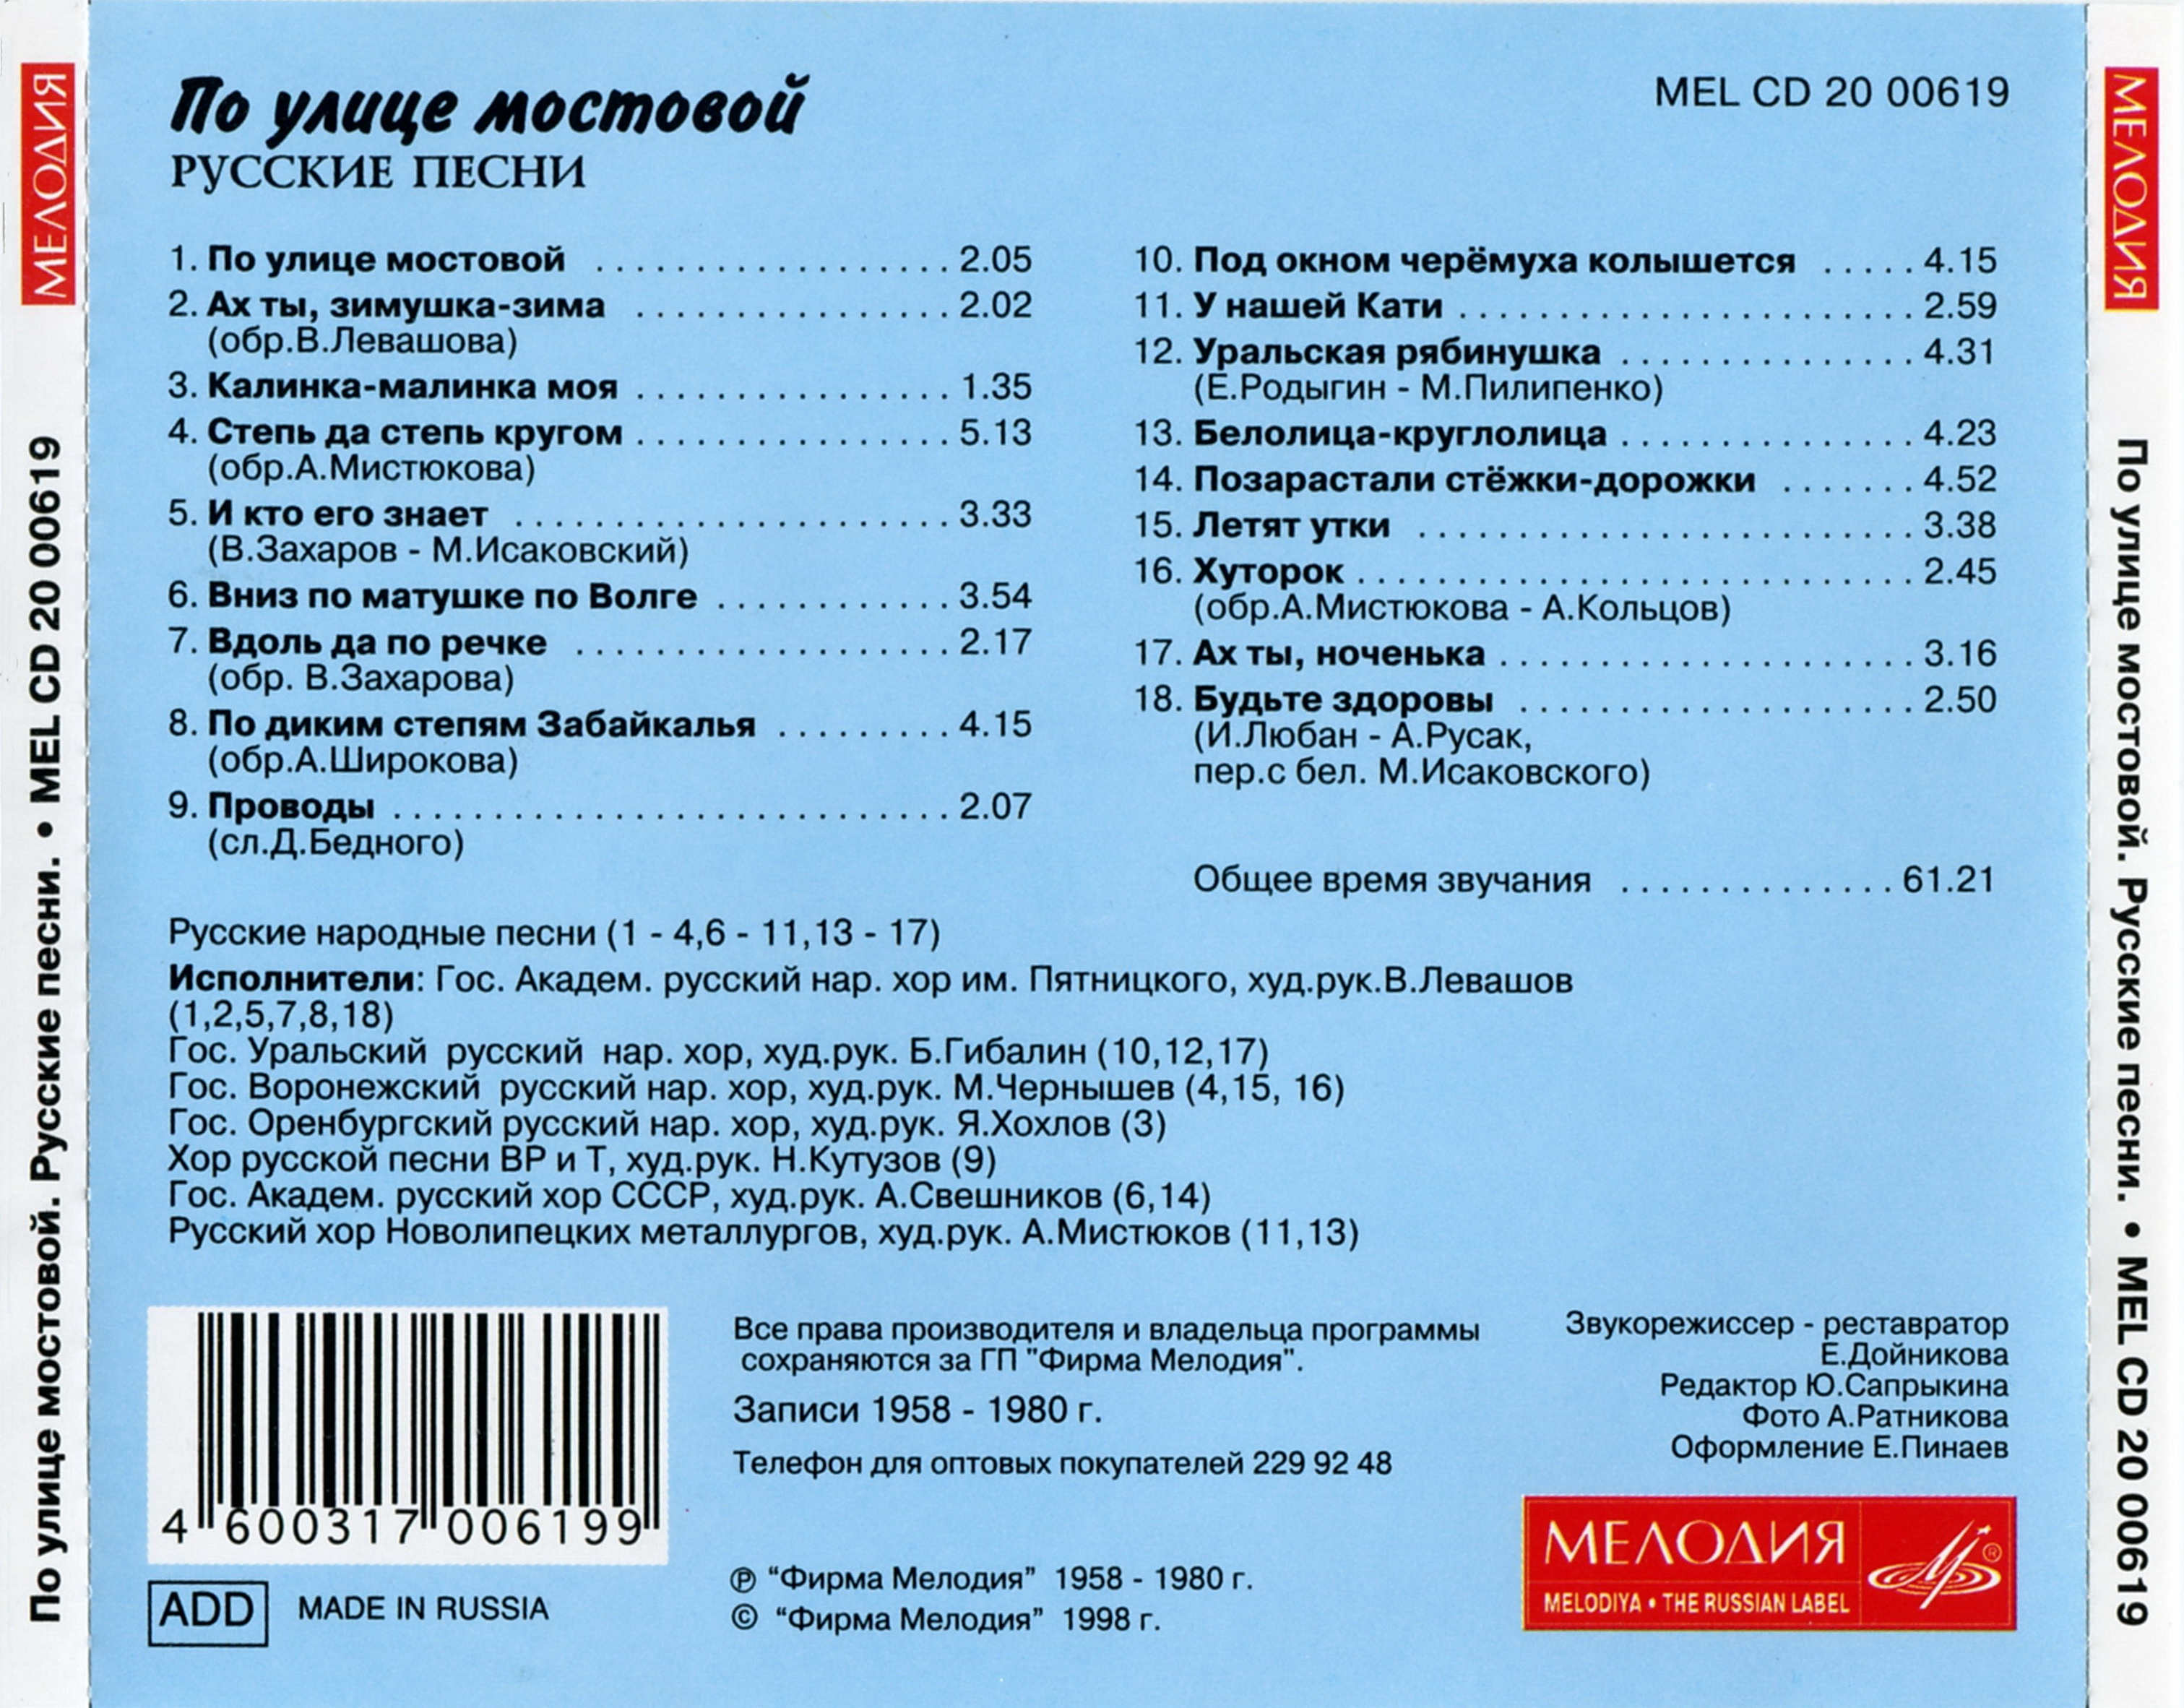 По улице мостовой
РУССКИЕ ПЕСНИ
MEL CD 20 00619
1. По улице мостовой .................. 2.05
2. Ах ты, зимушка-зима ................ 2.02
(обр.В.Левашова)
3. Калинка-малинка моя ................ 1.35
4. Степь да степь кругом ................ 5.13
(обр.А.Мистюкова)
5. И кто его знает ...................... 3.33
(В.Захаров - М.Исаковский)
6. Вниз по матушке по Волге ............ 3.54
7. Вдоль да по речке ................... 2.17
(обр. В.Захарова)
8. По диким степям Забайкалья ......... 4.15
(обр.А.Широкова)
9. Проводы ............................ 2.07
(сл.Д.Бедного)
10. Под окном черёмуха колышется ..... 4.15
11. У нашей Кати ....................... 2.59
12. Уральская рябинушка ............... 4.31
(Е.Родыгин - М.Пилипенко)
13. Белолица-круглолица ............... 4.23
14. Позарастали стёжки-дорожки ....... 4.52
15. Летят утки ......................... 3.38
16. Хуторок ............................ 2.45
(обр.А.Мистюкова - А.Кольцов)
17. Ах ты, ноченька ..................... 3.16
18. Будьте здоровы .................... 2.50
(И.Любан - А.Русак,
пер.с бел. М.Исаковского)
Общее время звучания .............. 61.21
Русские народные песни (1 - 4,6 - 11,13 - 17)
Исполнители: Гос. Академ. русский нар. хор им. Пятницкого, худ.рук.В.Левашов
(1,2,5,7,8,18)
Гос. Уральский русский нар. хор, худ.рук. Б.Гибалин (10,12,17)
Гос. Воронежский русский нар. хор, худ.рук. М.Чернышев (4,15, 16)
Гос. Оренбургский русский нар. хор, худ.рук. Я.Хохлов (3)
Хор русской песни ВР и Т, худ.рук. Н.Кутузов (9)
Гос. Академ. русский хор СССР, худ.рук. А.Свешников (6,14)
Русский хор Новолипецких металлургов, худ.рук. А.Мистюков (11,13)
4 600317 006199
ADD
MADE IN RUSSIA
Все права производителя и владельца программы
сохраняются за ГП "Фирма Мелодия".
Записи 1958 - 1980 г.
Телефон для оптовых покупателей 229 92 48
℗ “Фирма Мелодия” 1958 - 1980 г.
© “Фирма Мелодия” 1998 г.
Звукорежиссер - реставратор
Е.Дойникова
Редактор Ю.Сапрыкина
Фото А.Ратникова
Оформление Е.Пинаев
МЕЛОДИЯ
MELODIYA • THE RUSSIAN LABEL
®
По улице мостовой. Русские песни. • MEL CD 20 00619
МЕЛОДИЯ
МЕЛОДИЯ
По улице мостовой. Русские песни. • MEL CD 20 00619